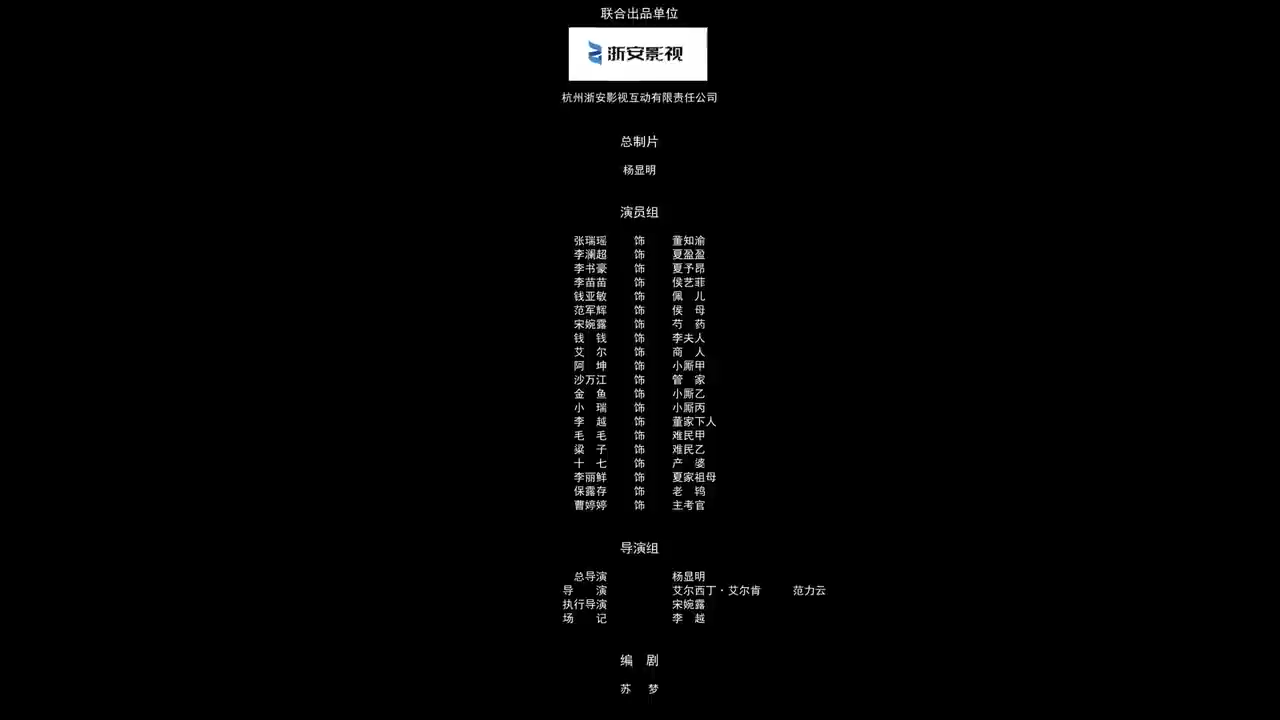 联合出品单位
浙安影视
杭州浙安影视互动有限责任公司
总制片
杨显明
演员组
张瑞瑶 饰 董知渝
李澜超 饰 夏盈盈
李书豪 饰 夏予昂
李苗苗 饰 侯艺菲
钱亚敏 饰 佩 儿
范军辉 饰 侯 母
宋婉露 饰 芍 药
钱 钱 饰 李夫人
艾 尔 饰 商 人
阿 坤 饰 小厮甲
沙万江 饰 管 家
金 鱼 饰 小厮乙
小 瑞 饰 小厮丙
李 越 饰 董家下人
毛 毛 饰 难民甲
粱 子 饰 难民乙
十 七 饰 产 婆
李丽鲜 饰 夏家祖母
保露存 饰 老 鸨
曹婷婷 饰 主考官
导演组
总导演 杨显明
导 演 艾尔西丁·艾尔肯 范力云
执行导演 宋婉露
场 记 李 越
编 剧
苏 梦